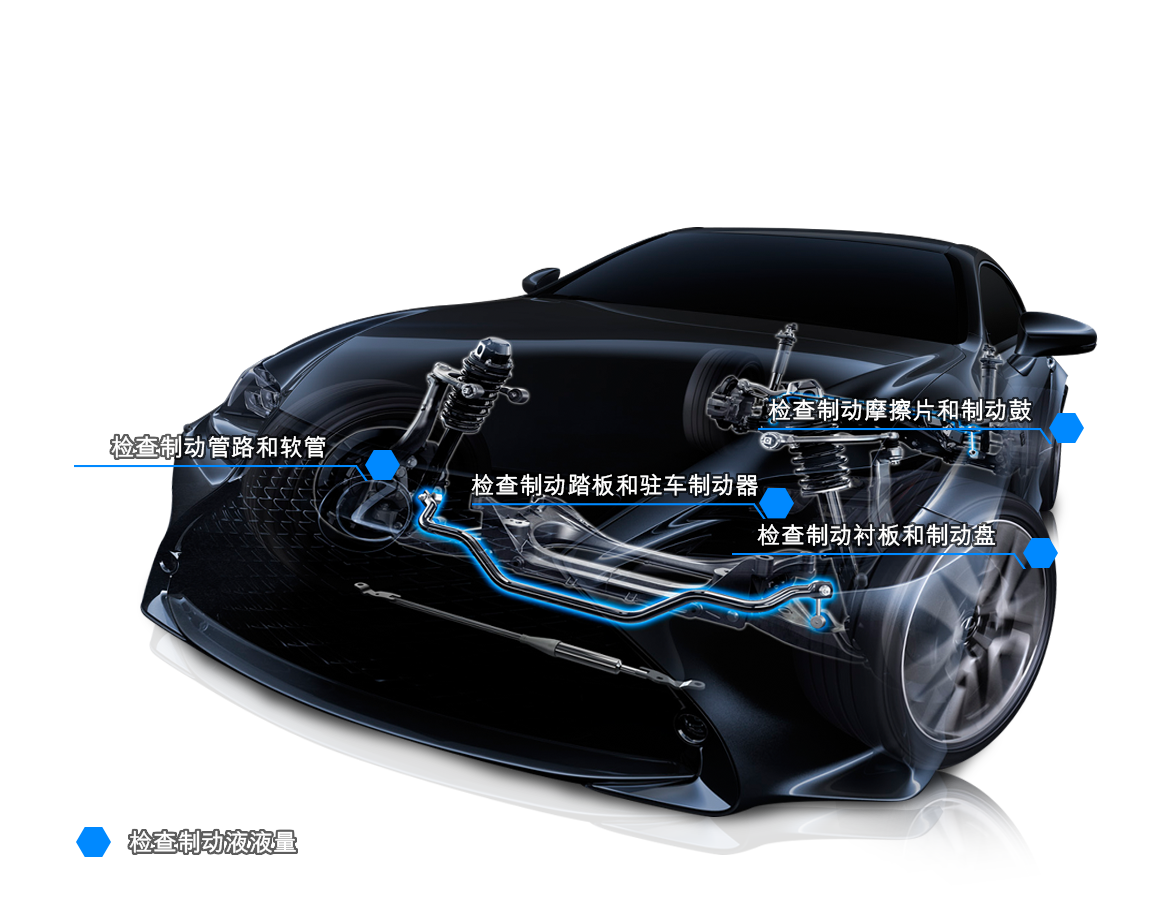 检查制动摩擦片和制动鼓
检查制动管路和软管
检查制动踏板和驻车制动器
检查制动衬板和制动盘
检查制动液液量